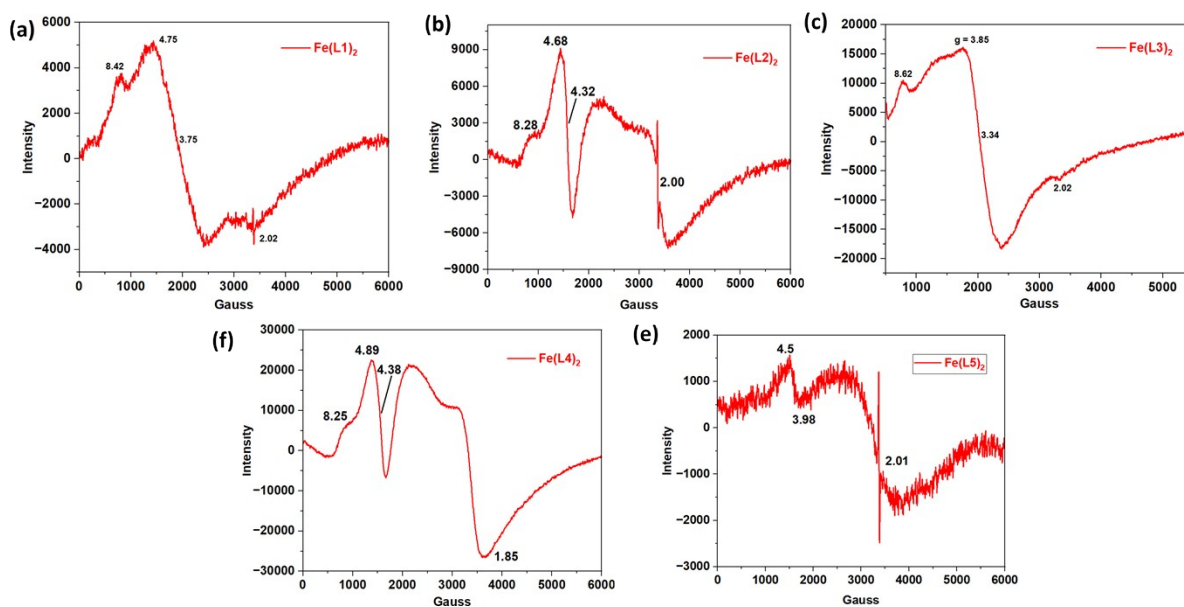 (a)
Fe(L1)₂
8.42
4.75
3.75
2.02
Intensity
6000
4000
2000
0
−2000
−4000
0 1000 2000 3000 4000 5000 6000
Gauss
(b)
Fe(L2)₂
8.28
4.68
4.32
2.00
Intensity
9000
6000
3000
0
−3000
−6000
−9000
0 1000 2000 3000 4000 5000 6000
Gauss
(c)
Fe(L3)₂
8.62
g = 3.85
3.34
2.02
Intensity
20000
15000
10000
5000
0
−5000
−10000
−15000
−20000
1000 2000 3000 4000 5000
Gauss
(f)
Fe(L4)₂
8.25
4.89
4.38
1.85
Intensity
30000
20000
10000
0
−10000
−20000
−30000
0 1000 2000 3000 4000 5000 6000
Gauss
(e)
Fe(L5)₂
4.5
3.98
2.01
Intensity
2000
1000
0
−1000
−2000
−3000
0 1000 2000 3000 4000 5000 6000
Gauss